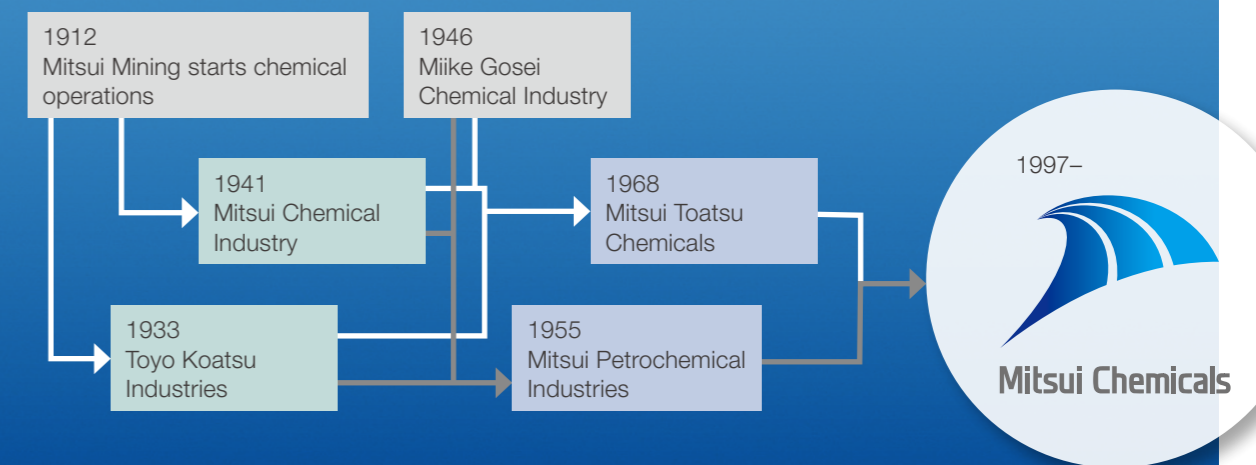 1912
Mitsui Mining starts chemical
operations
1946
Miike Gosei
Chemical Industry
1941
Mitsui Chemical
Industry
1968
Mitsui Toatsu
Chemicals
1933
Toyo Koatsu
Industries
1955
Mitsui Petrochemical
Industries
1997–
Mitsui Chemicals